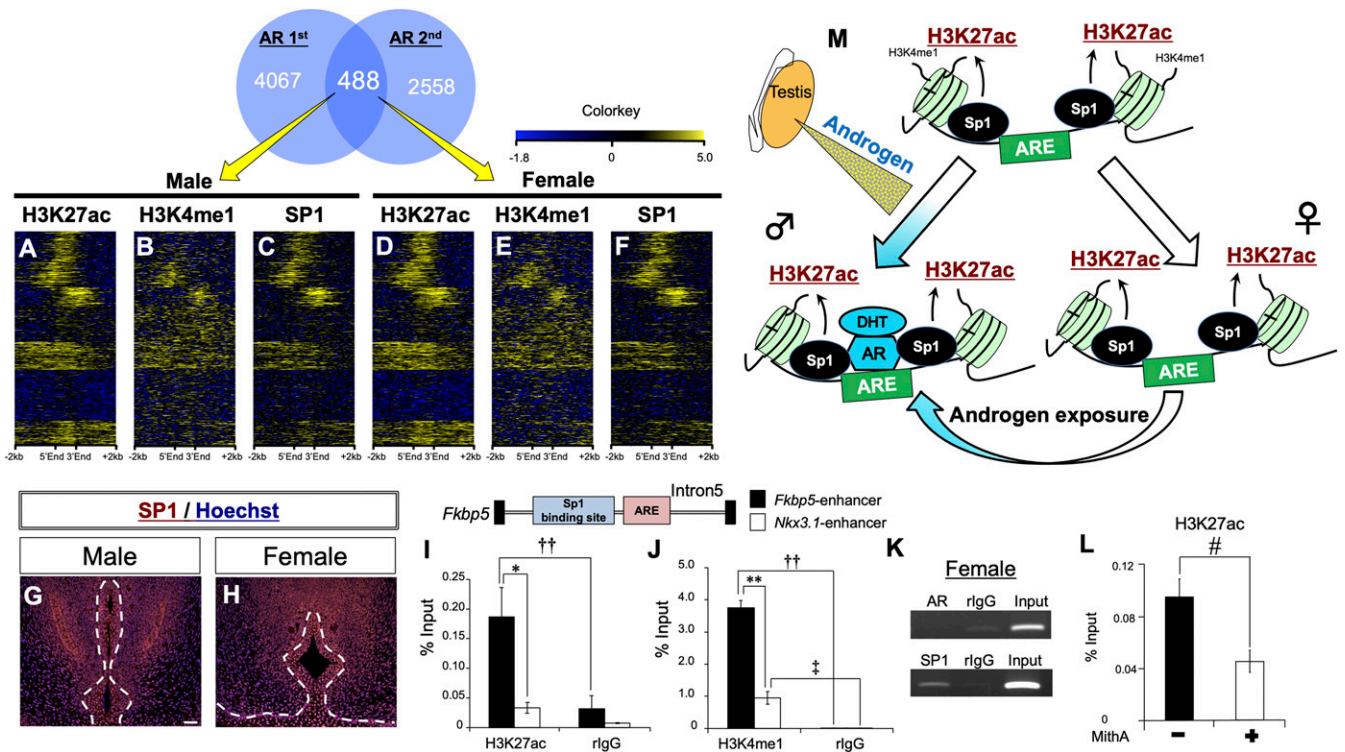 AR 1st
AR 2nd
4067
488
2558
Colorkey
-1.8
0
5.0
Male
Female
H3K27ac
H3K4me1
SP1
H3K27ac
H3K4me1
SP1
A
B
C
D
E
F
-2kb 5'End 3'End +2kb
-2kb 5'End 3'End +2kb
-2kb 5'End 3'End +2kb
-2kb 5'End 3'End +2kb
-2kb 5'End 3'End +2kb
-2kb 5'End 3'End +2kb
M
H3K27ac
H3K27ac
H3K4me1
H3K4me1
Testis
Sp1
Sp1
ARE
Androgen
♂
♀
H3K27ac
H3K27ac
H3K27ac
H3K27ac
DHT
AR
Sp1
Sp1
ARE
Sp1
Sp1
ARE
Androgen exposure
SP1 / Hoechst
Male
Female
G
H
Fkbp5
Sp1
binding site
ARE
Intron5
Fkbp5-enhancer
Nkx3.1-enhancer
I
††
*
% Input
0.25
0.20
0.15
0.10
0.05
0
H3K27ac
rIgG
J
††
**
‡
% Input
5.0
4.0
3.0
2.0
1.0
0
H3K4me1
rIgG
K
Female
AR rIgG Input
SP1 rIgG Input
L
H3K27ac
#
% Input
0.12
0.08
0.04
0
MithA - +